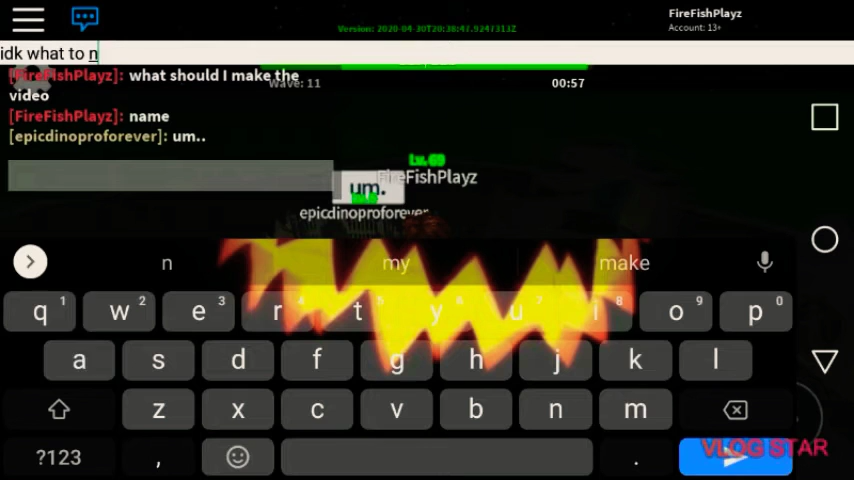 FireFishPlayz
Account: 13+
Version: 2020-04-30T20:38:47.9247313Z
idk what to n
[FireFishPlayz]: what should I make the
video
Wave: 11
00:57
[FireFishPlayz]: name
[epicdinoproforever]: um..
Lv.69
FireFishPlayz
um.
epicdinoproforever
n my make
q 1 w 2 e 3 r 4 t 5 y 6 u 7 i 8 o 9 p 0
a s d f g h j k l
z x c v b n m
?123 , .
VLOG STAR